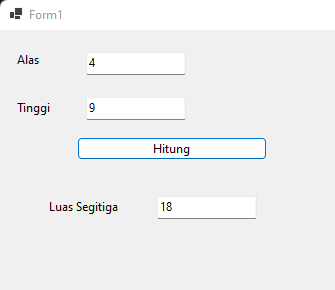 Form1
Alas 4
Tinggi 9
Hitung
Luas Segitiga 18